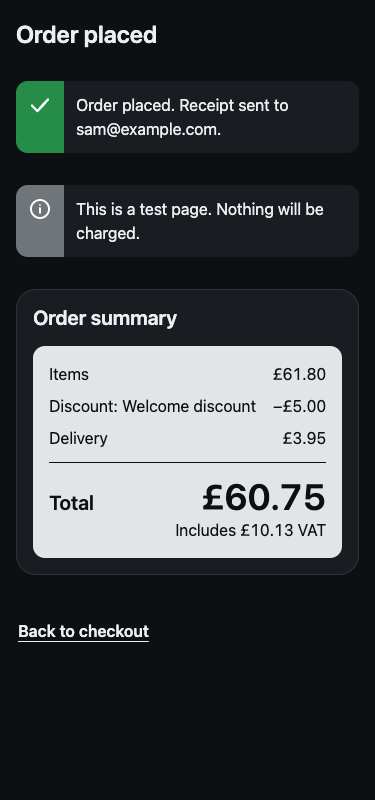 Order placed
Order placed. Receipt sent to
sam@example.com.
This is a test page. Nothing will be
charged.
Order summary
Items £61.80
Discount: Welcome discount −£5.00
Delivery £3.95
Total £60.75
Includes £10.13 VAT
Back to checkout